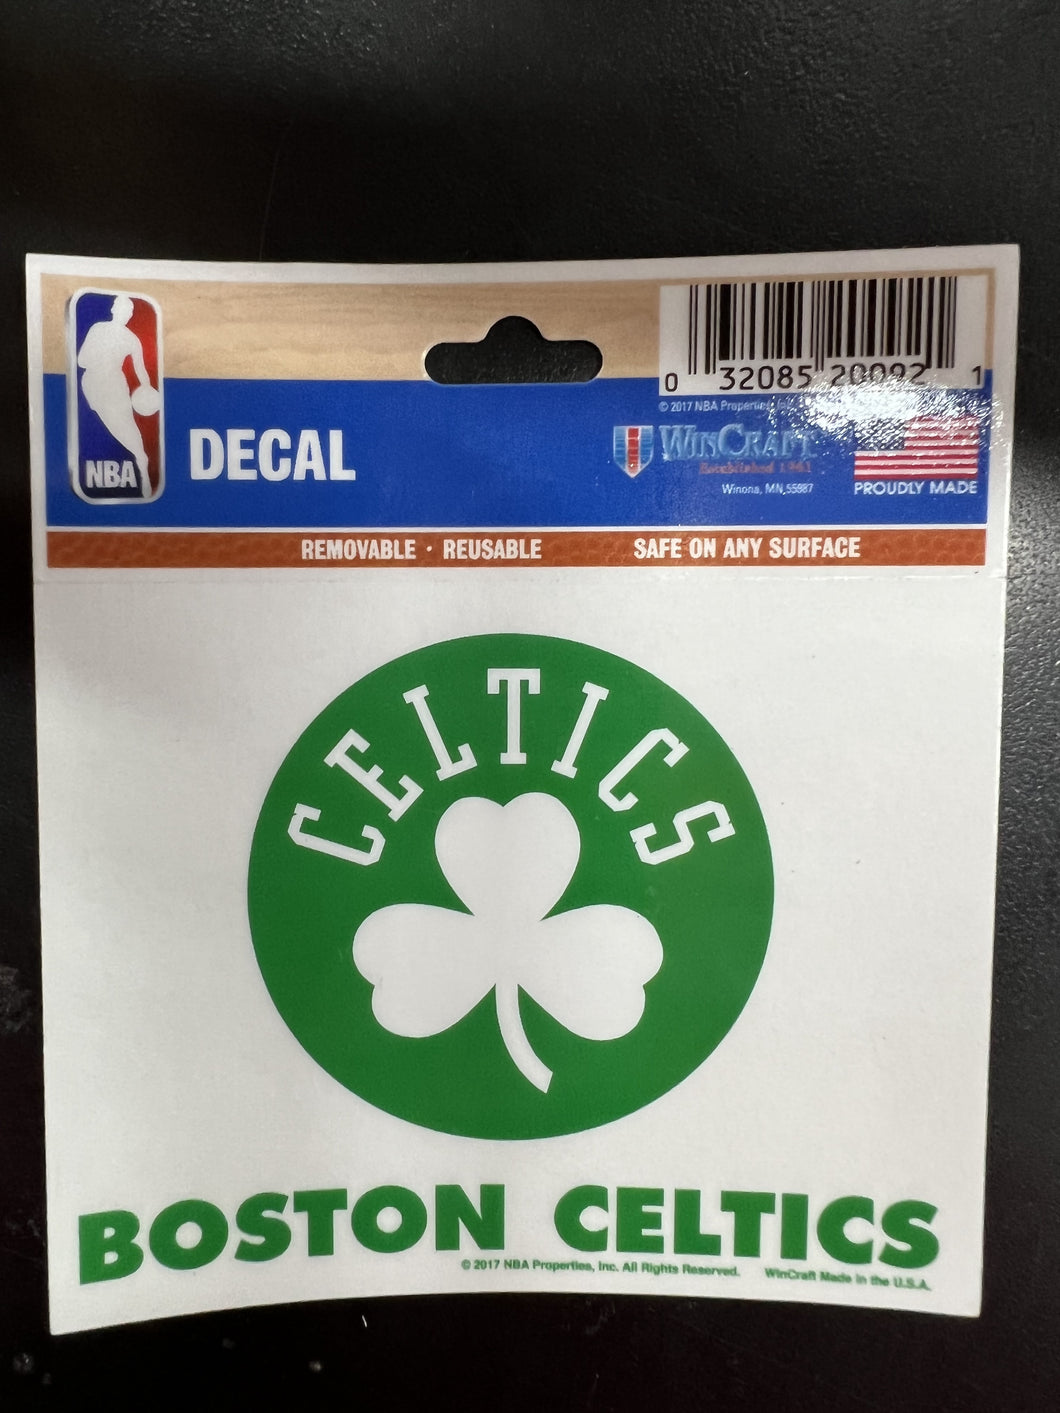 0 32085 20092 1
© 2017 NBA Properties,
NBA
DECAL
WINCRAFT
Established 1961
Winona, MN, 55987
PROUDLY MADE
REMOVABLE • REUSABLE
SAFE ON ANY SURFACE
CELTICS
BOSTON CELTICS
© 2017 NBA Properties, Inc. All Rights Reserved.
WinCraft Made in the U.S.A.